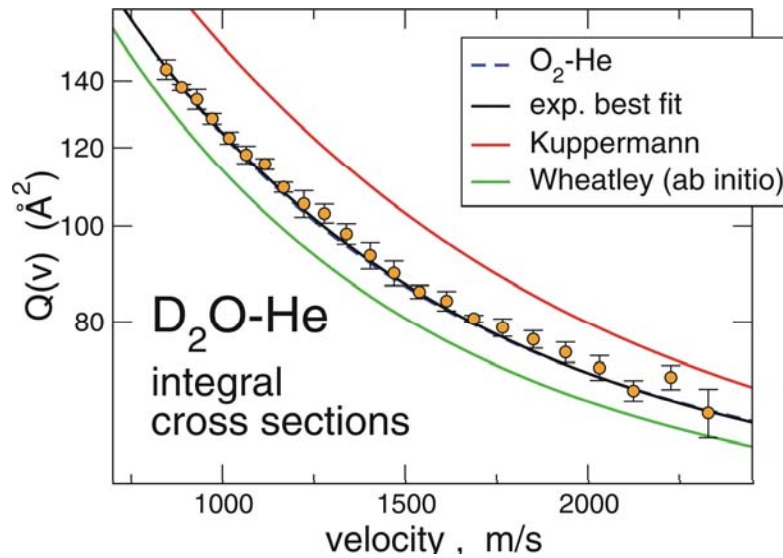 O₂-He
exp. best fit
Kuppermann
Wheatley (ab initio)
140
120
100
80
Q(v) (Å²)
D₂O-He
integral
cross sections
1000
1500
2000
velocity , m/s